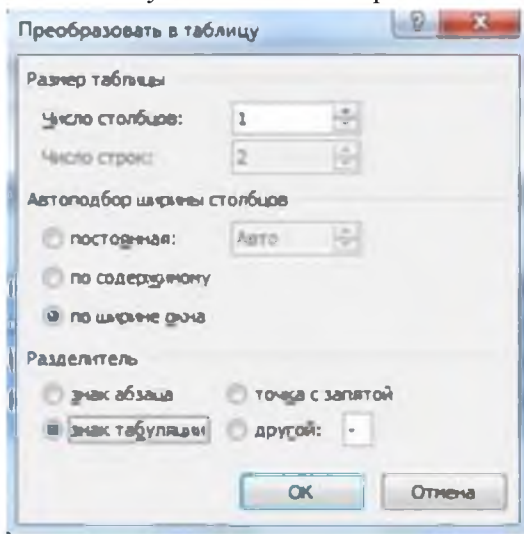 Преобразовать в таблицу
Размер таблицы
Число столбцов: 1
Число строк: 2
Автоподбор ширины столбцов
постоянная: Авто
по содержимому
по ширине окна
Разделитель
знак абзаца точка с запятой
знак табуляции другой: -
ОК Отмена